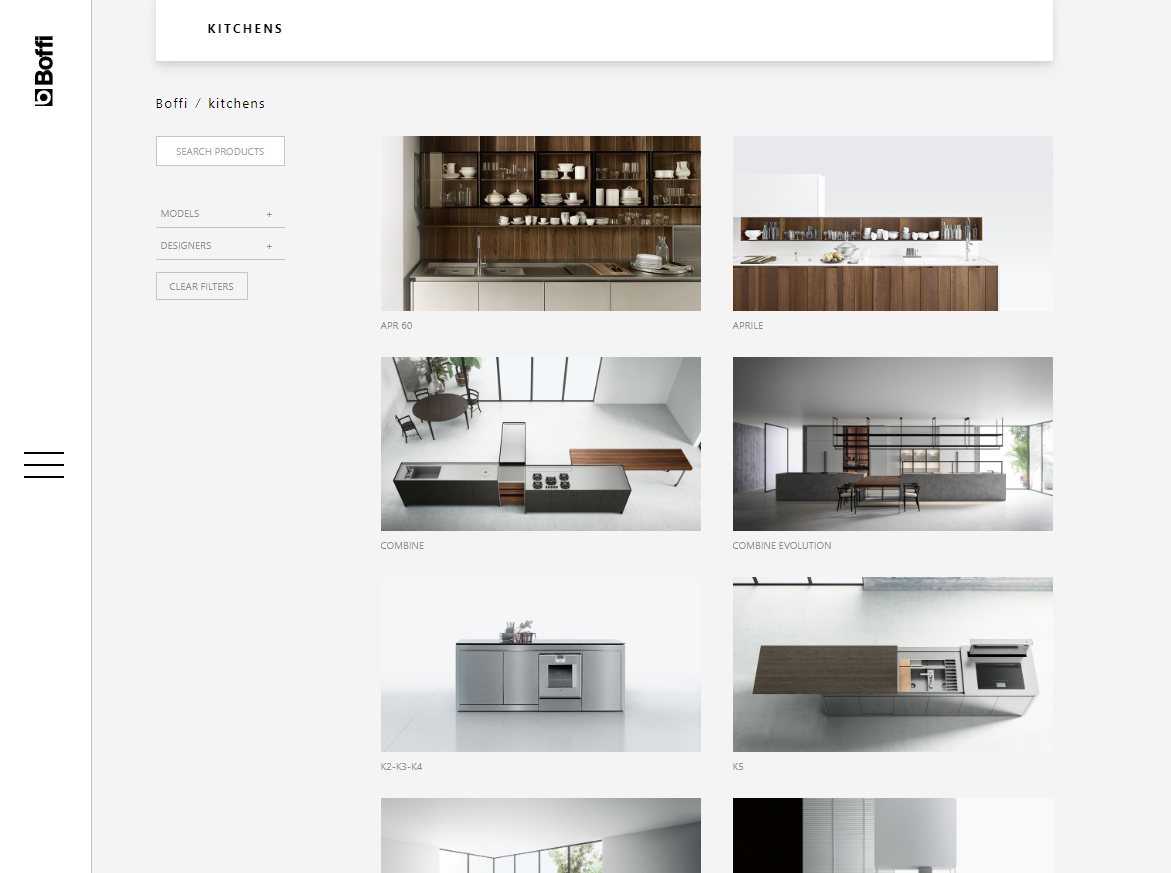 Boffi
KITCHENS
Boffi / kitchens
SEARCH PRODUCTS
MODELS +
DESIGNERS +
CLEAR FILTERS
APR 60
APRILE
COMBINE
COMBINE EVOLUTION
K2-K3-K4
K5